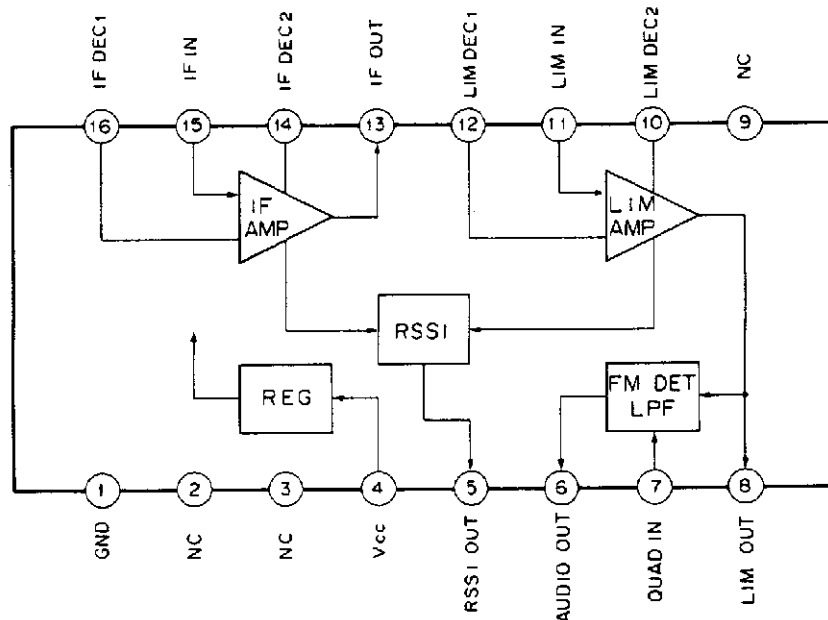 IF DEC1
IF IN
IF DEC2
IF OUT
LIM DEC1
LIM IN
LIM DEC2
NC
16
15
14
13
12
11
10
9
IF
AMP
LIM
AMP
RSSI
REG
FM DET
LPF
1
2
3
4
5
6
7
8
GND
NC
NC
Vcc
RSSI OUT
AUDIO OUT
QUAD IN
LIM OUT